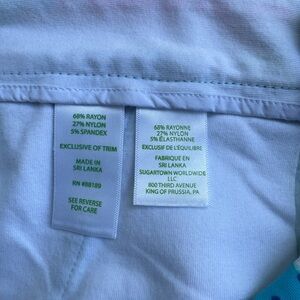 68% RAYON
27% NYLON
5% SPANDEX
EXCLUSIVE OF TRIM
MADE IN
SRI LANKA
RN #88189
SEE REVERSE
FOR CARE
68% RAYONNE
27% NYLON
5% ÉLASTHANNE
EXCLUSIF DE L'ÉQUILIBRE
FABRIQUÉ EN
SRI LANKA
SUGARTOWN WORLDWIDE
LLC
800 THIRD AVENUE
KING OF PRUSSIA, PA